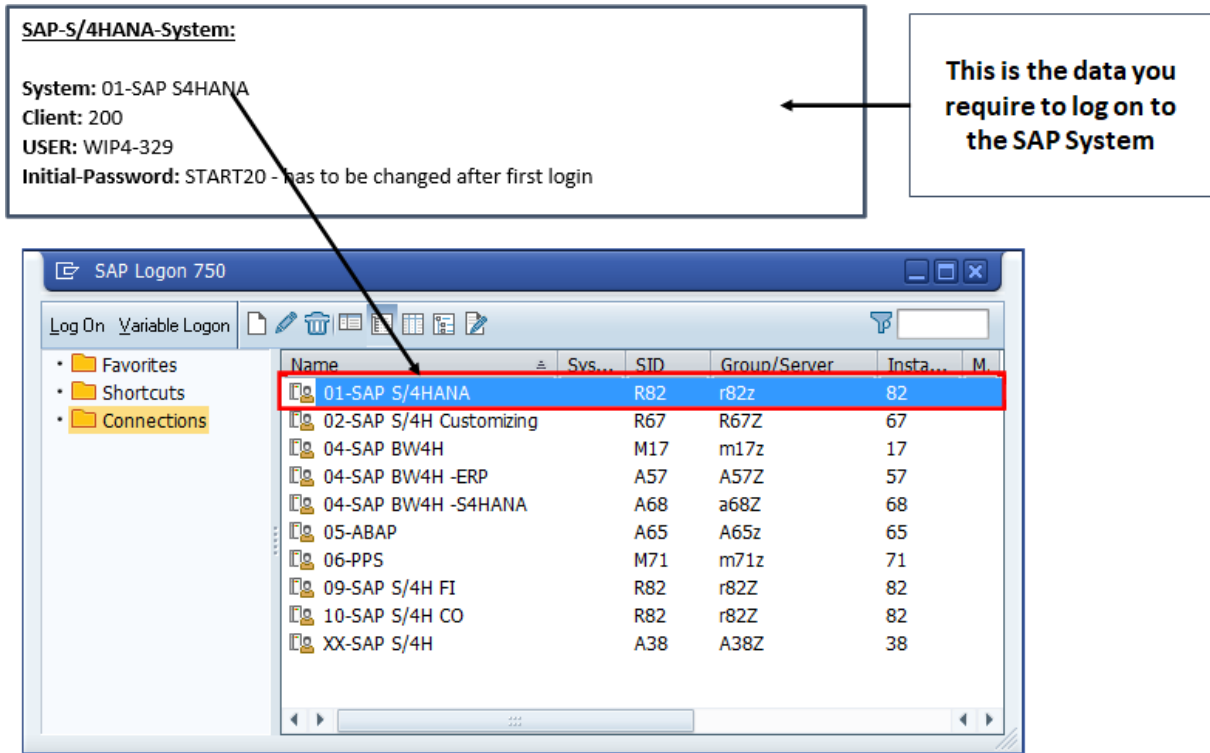 SAP-S/4HANA-System:
System: 01-SAP S4HANA
Client: 200
USER: WIP4-329
Initial-Password: START20 - has to be changed after first login
This is the data you
require to log on to
the SAP System
SAP Logon 750
Log On Variable Logon
Favorites
Shortcuts
Connections
Name Sys... SID Group/Server Insta... M.
01-SAP S/4HANA R82 r82z 82
02-SAP S/4H Customizing R67 R67Z 67
04-SAP BW4H M17 m17z 17
04-SAP BW4H -ERP A57 A57Z 57
04-SAP BW4H -S4HANA A68 a68Z 68
05-ABAP A65 A65z 65
06-PPS M71 m71z 71
09-SAP S/4H FI R82 r82Z 82
10-SAP S/4H CO R82 r82Z 82
XX-SAP S/4H A38 A38Z 38